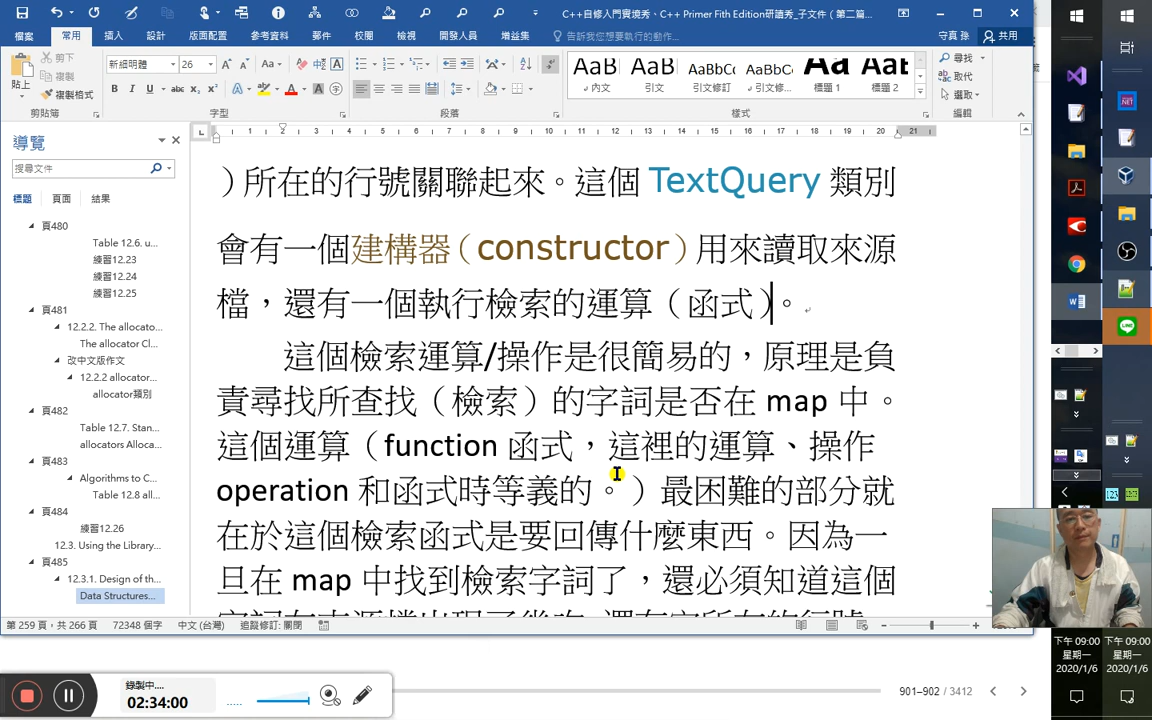 C++自修入門實境秀、C++ Primer Fifth Edition研讀秀_子文件（第二篇...
檔案 常用 插入 設計 版面配置 參考資料 郵件 校閱 檢視 開發人員 增益集 告訴我您想要執行的動作... 守真 孫 共用
貼上 剪下 複製 複製格式 新細明體 26 尋找 取代 選取
AaB AaB AaBbCc AaBbCc AaB AaB
內文 引文 引文修訂 引文修... 標題 1 標題 2
剪貼簿 字型 段落 樣式 編輯
導覽
搜尋文件
標題 頁面 結果
頁480
Table 12.6. u...
練習12.23
練習12.24
練習12.25
頁481
12.2.2. The allocato...
The allocator Cl...
改中文版作文
12.2.2 allocator...
allocator類別
頁482
Table 12.7. Stan...
allocators Alloca...
頁483
Algorithms to C...
Table 12.8 all...
頁484
練習12.26
12.3. Using the Library...
頁485
12.3.1. Design of th...
Data Structures...
）所在的行號關聯起來。這個 TextQuery 類別
會有一個建構器（constructor）用來讀取來源
檔，還有一個執行檢索的運算（函式）。
這個檢索運算/操作是很簡易的，原理是負
責尋找所查找（檢索）的字詞是否在 map 中。
這個運算（function 函式，這裡的運算、操作
operation 和函式時等義的。）最困難的部分就
在於這個檢索函式是要回傳什麼東西。因為一
旦在 map 中找到檢索字詞了，還必須知道這個
第 259 頁，共 266 頁 72348 個字 中文 (台灣) 追蹤修訂: 關閉
錄製中....
02:34:00
901–902 / 3412
下午 09:00
星期一
2020/1/6
下午 09:00
星期一
2020/1/6